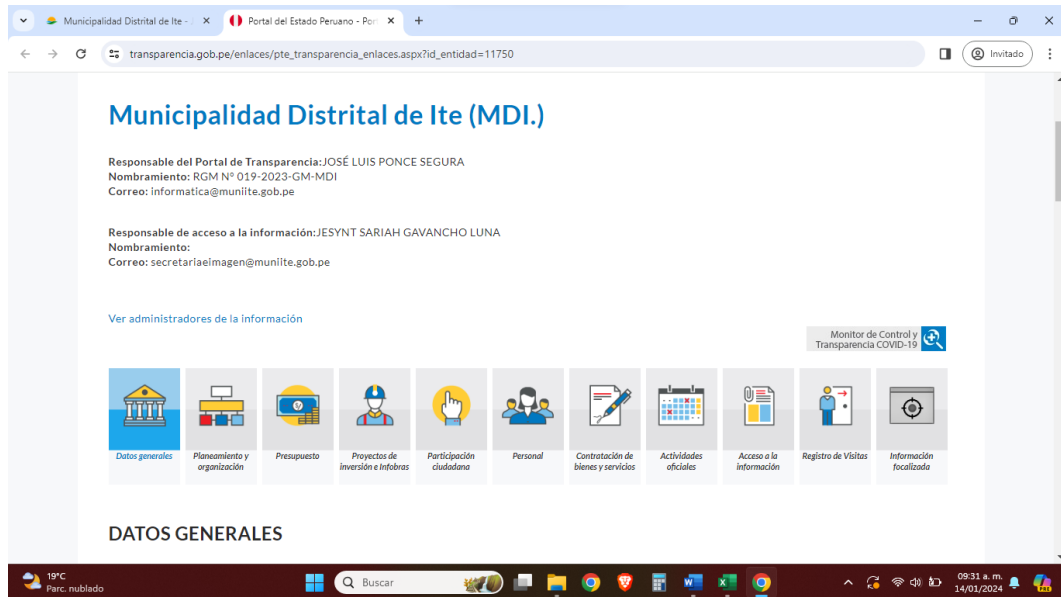 Municipalidad Distrital de Ite -
Portal del Estado Peruano - Por
transparencia.gob.pe/enlaces/pte_transparencia_enlaces.aspx?id_entidad=11750
Invitado
Municipalidad Distrital de Ite (MDI.)
Responsable del Portal de Transparencia:JOSÉ LUIS PONCE SEGURA
Nombramiento: RGM Nº 019-2023-GM-MDI
Correo: informatica@muniite.gob.pe
Responsable de acceso a la información:JESYNT SARIAH GAVANCHO LUNA
Nombramiento:
Correo: secretariaeimagen@muniite.gob.pe
Ver administradores de la información
Monitor de Control y
Transparencia COVID-19
Datos generales
Planeamiento y
organización
Presupuesto
Proyectos de
inversión e Infobras
Participación
ciudadana
Personal
Contratación de
bienes y servicios
Actividades
oficiales
Acceso a la
información
Registro de Visitas
Información
focalizada
DATOS GENERALES
19°C
Parc. nublado
Buscar
09:31 a. m.
14/01/2024